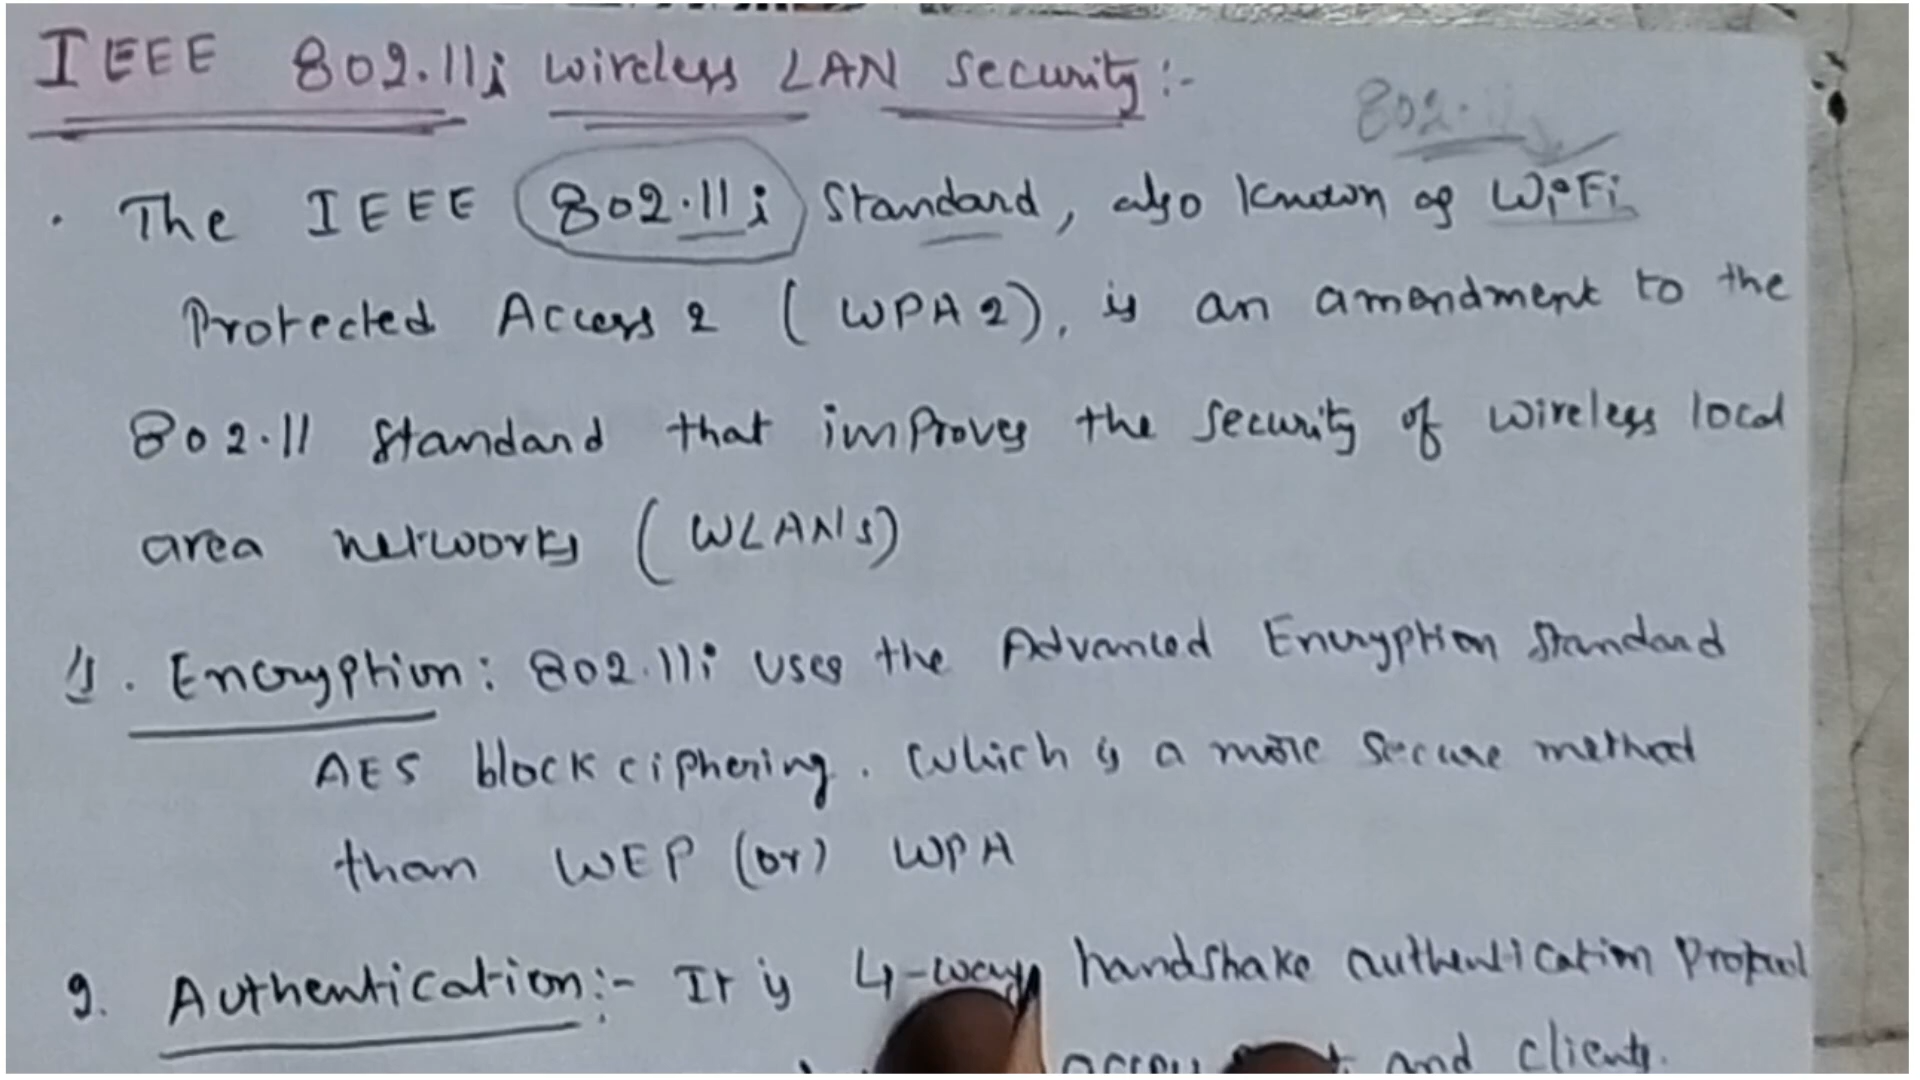 IEEE 802.11i wireless LAN Security:-
802.11
. The IEEE 802.11i Standard, also known as WiFi
Protected Access 2 (WPA2), is an amendment to the
802.11 standard that improves the security of wireless local
area networks (WLANs)
1. Encryption: 802.11i uses the Advanced Encryption Standard
AES block ciphering. which is a more secure method
than WEP (or) WPA
2. Authentication:- It is 4-way handshake authentication protocol
and clients.